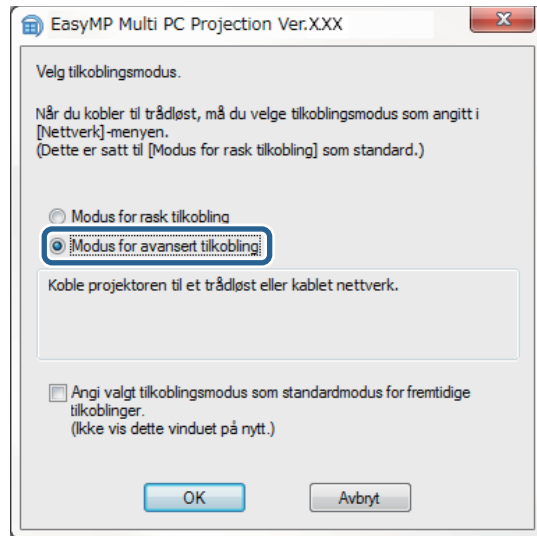 EasyMP Multi PC Projection Ver.X.XX
Velg tilkoblingsmodus.
Når du kobler til trådløst, må du velge tilkoblingsmodus som angitt i
[Nettverk]-menyen.
(Dette er satt til [Modus for rask tilkobling] som standard.)
Modus for rask tilkobling
Modus for avansert tilkobling
Koble projektoren til et trådløst eller kablet nettverk.
Angi valgt tilkoblingsmodus som standardmodus for fremtidige
tilkoblinger.
(Ikke vis dette vinduet på nytt.)
OK
Avbryt